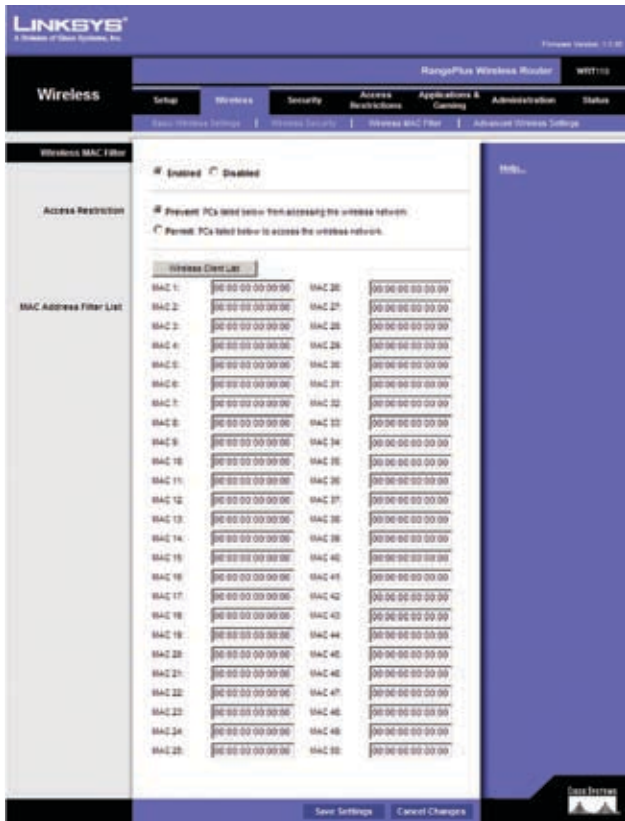 LINKSYS®
A Division of Cisco Systems, Inc.
RangePlus Wireless Router
WRT110
Wireless
Setup
Wireless
Security
Access Restrictions
Applications & Gaming
Administration
Status
Basic Wireless Settings | Wireless Security | Wireless MAC Filter | Advanced Wireless Settings
Wireless MAC Filter
Enabled Disabled
Help...
Access Restriction
Prevent PCs listed below from accessing the wireless network.
Permit PCs listed below to access the wireless network.
Wireless Client List
MAC Address Filter List
MAC 1: 00:00:00:00:00:00 MAC 26: 00:00:00:00:00:00
MAC 2: 00:00:00:00:00:00 MAC 27: 00:00:00:00:00:00
MAC 3: 00:00:00:00:00:00 MAC 28: 00:00:00:00:00:00
MAC 4: 00:00:00:00:00:00 MAC 29: 00:00:00:00:00:00
MAC 5: 00:00:00:00:00:00 MAC 30: 00:00:00:00:00:00
MAC 6: 00:00:00:00:00:00 MAC 31: 00:00:00:00:00:00
MAC 7: 00:00:00:00:00:00 MAC 32: 00:00:00:00:00:00
MAC 8: 00:00:00:00:00:00 MAC 33: 00:00:00:00:00:00
MAC 9: 00:00:00:00:00:00 MAC 34: 00:00:00:00:00:00
MAC 10: 00:00:00:00:00:00 MAC 35: 00:00:00:00:00:00
MAC 11: 00:00:00:00:00:00 MAC 36: 00:00:00:00:00:00
MAC 12: 00:00:00:00:00:00 MAC 37: 00:00:00:00:00:00
MAC 13: 00:00:00:00:00:00 MAC 38: 00:00:00:00:00:00
MAC 14: 00:00:00:00:00:00 MAC 39: 00:00:00:00:00:00
MAC 15: 00:00:00:00:00:00 MAC 40: 00:00:00:00:00:00
MAC 16: 00:00:00:00:00:00 MAC 41: 00:00:00:00:00:00
MAC 17: 00:00:00:00:00:00 MAC 42: 00:00:00:00:00:00
MAC 18: 00:00:00:00:00:00 MAC 43: 00:00:00:00:00:00
MAC 19: 00:00:00:00:00:00 MAC 44: 00:00:00:00:00:00
MAC 20: 00:00:00:00:00:00 MAC 45: 00:00:00:00:00:00
MAC 21: 00:00:00:00:00:00 MAC 46: 00:00:00:00:00:00
MAC 22: 00:00:00:00:00:00 MAC 47: 00:00:00:00:00:00
MAC 23: 00:00:00:00:00:00 MAC 48: 00:00:00:00:00:00
MAC 24: 00:00:00:00:00:00 MAC 49: 00:00:00:00:00:00
MAC 25: 00:00:00:00:00:00 MAC 50: 00:00:00:00:00:00
Save Settings
Cancel Changes
Cisco Systems